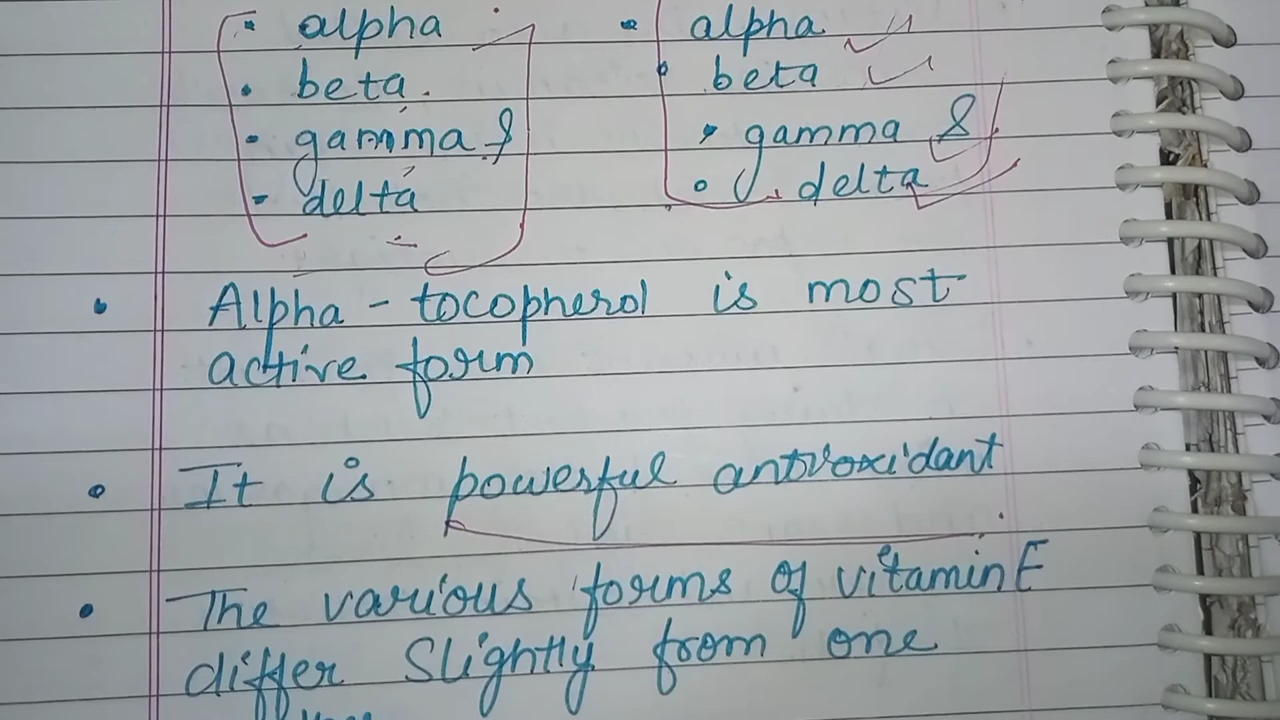 • alpha • alpha
• beta. • beta
• gamma & • gamma &
- delta • delta
• Alpha - tocopherol is most
active form
• It is powerful antioxidant
• The various forms of vitamin E
differ Slightly from one